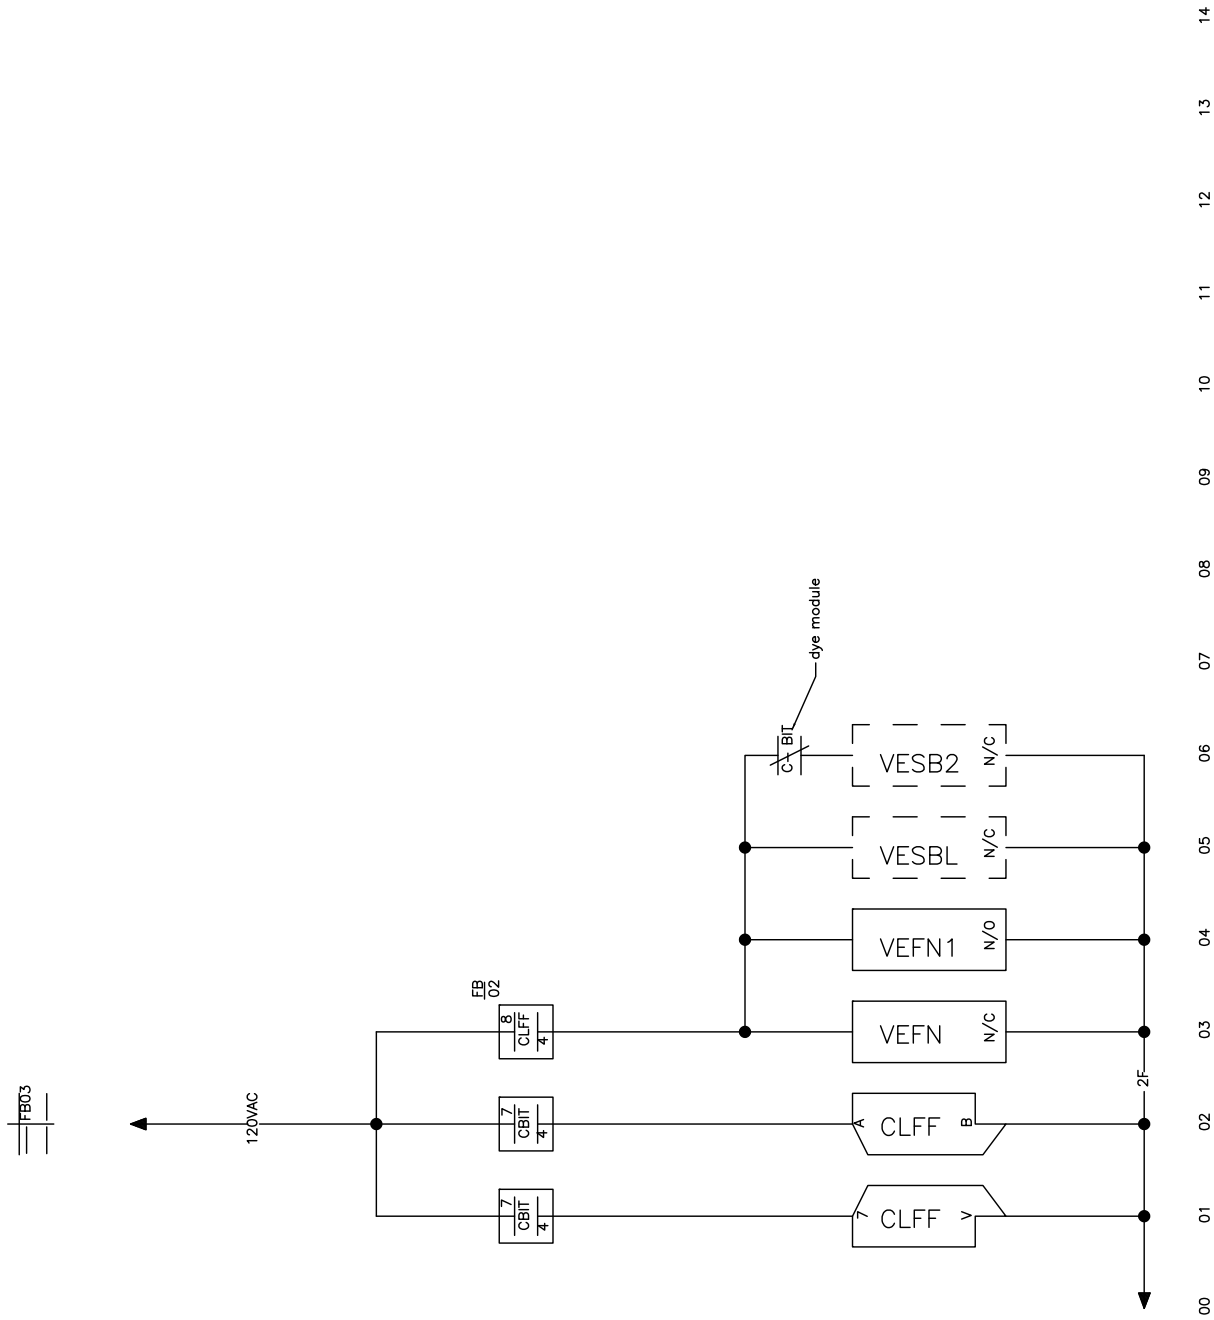 FB03
120VAC
FB
02
8
CLFF
4
7
CBIT
4
7
CBIT
4
dye module
C- BIT
VESB2
N/C
VESBL
N/C
VEFN1
N/O
VEFN
N/C
A
CLFF
B
7
CLFF
V
2F
14
13
12
11
10
09
08
07
06
05
04
03
02
01
00